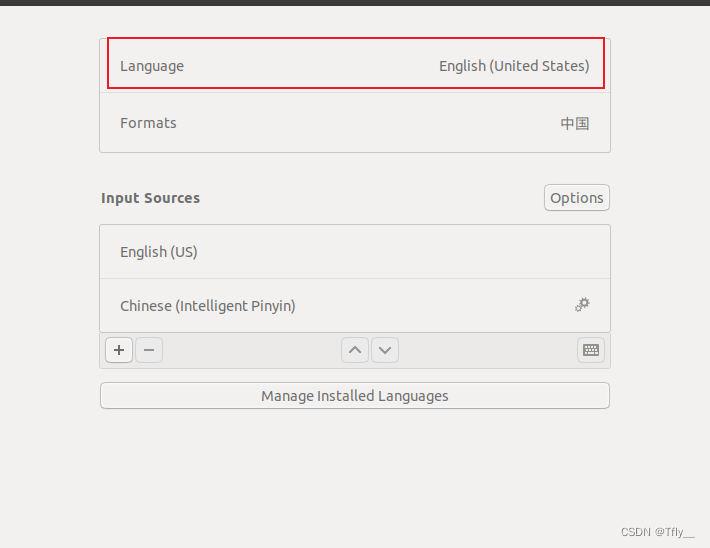 Language English (United States)
Formats 中国
Input Sources Options
English (US)
Chinese (Intelligent Pinyin)
Manage Installed Languages
CSDN @Tfly__